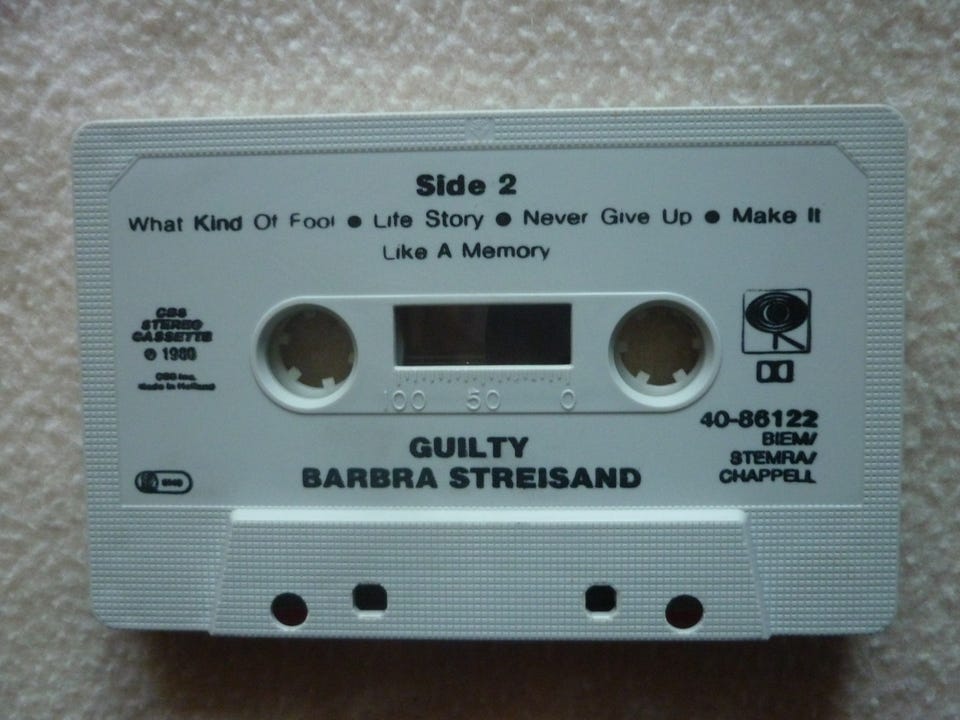 Side 2
What Kind Of Fool ● Life Story ● Never Give Up ● Make It
Like A Memory
CBS
STEREO
CASSETTE
℗ 1980
CBS Inc.
Made in Holland
100 50 0
40-86122
BIEM/
STEMRA/
CHAPPELL
GUILTY
BARBRA STREISAND